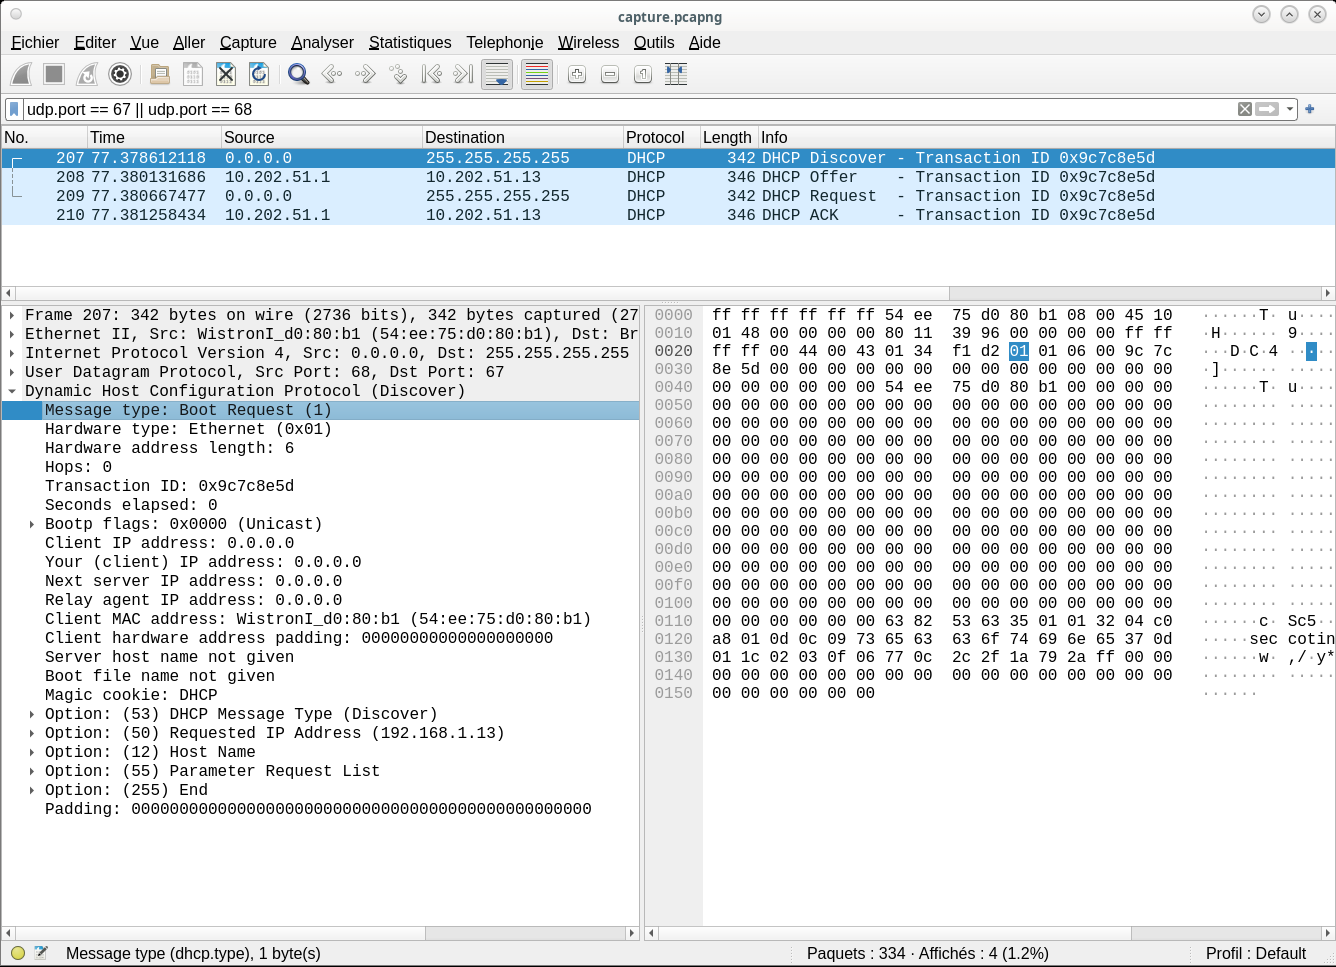 capture.pcapng
Fichier Editer Vue Aller Capture Analyser Statistiques Telephonje Wireless Outils Aide
udp.port == 67 || udp.port == 68
No. Time Source Destination Protocol Length Info
207 77.378612118 0.0.0.0 255.255.255.255 DHCP 342 DHCP Discover - Transaction ID 0x9c7c8e5d
208 77.380131686 10.202.51.1 10.202.51.13 DHCP 346 DHCP Offer - Transaction ID 0x9c7c8e5d
209 77.380667477 0.0.0.0 255.255.255.255 DHCP 342 DHCP Request - Transaction ID 0x9c7c8e5d
210 77.381258434 10.202.51.1 10.202.51.13 DHCP 346 DHCP ACK - Transaction ID 0x9c7c8e5d
Frame 207: 342 bytes on wire (2736 bits), 342 bytes captured (27
Ethernet II, Src: WistronI_d0:80:b1 (54:ee:75:d0:80:b1), Dst: Br
Internet Protocol Version 4, Src: 0.0.0.0, Dst: 255.255.255.255
User Datagram Protocol, Src Port: 68, Dst Port: 67
Dynamic Host Configuration Protocol (Discover)
Message type: Boot Request (1)
Hardware type: Ethernet (0x01)
Hardware address length: 6
Hops: 0
Transaction ID: 0x9c7c8e5d
Seconds elapsed: 0
Bootp flags: 0x0000 (Unicast)
Client IP address: 0.0.0.0
Your (client) IP address: 0.0.0.0
Next server IP address: 0.0.0.0
Relay agent IP address: 0.0.0.0
Client MAC address: WistronI_d0:80:b1 (54:ee:75:d0:80:b1)
Client hardware address padding: 00000000000000000000
Server host name not given
Boot file name not given
Magic cookie: DHCP
Option: (53) DHCP Message Type (Discover)
Option: (50) Requested IP Address (192.168.1.13)
Option: (12) Host Name
Option: (55) Parameter Request List
Option: (255) End
Padding: 000000000000000000000000000000000000000000000000
0000 ff ff ff ff ff ff 54 ee 75 d0 80 b1 08 00 45 10 ······T· u·····
0010 01 48 00 00 00 00 80 11 39 96 00 00 00 00 ff ff ·H······ 9····
0020 ff ff 00 44 00 43 01 34 f1 d2 01 01 06 00 9c 7c ···D·C·4 ·····
0030 8e 5d 00 00 00 00 00 00 00 00 00 00 00 00 00 00 ·]······ ·····
0040 00 00 00 00 00 00 54 ee 75 d0 80 b1 00 00 00 00 ······T· u····
0050 00 00 00 00 00 00 00 00 00 00 00 00 00 00 00 00 ········ ·····
0060 00 00 00 00 00 00 00 00 00 00 00 00 00 00 00 00 ········ ·····
0070 00 00 00 00 00 00 00 00 00 00 00 00 00 00 00 00 ········ ·····
0080 00 00 00 00 00 00 00 00 00 00 00 00 00 00 00 00 ········ ·····
0090 00 00 00 00 00 00 00 00 00 00 00 00 00 00 00 00 ········ ·····
00a0 00 00 00 00 00 00 00 00 00 00 00 00 00 00 00 00 ········ ·····
00b0 00 00 00 00 00 00 00 00 00 00 00 00 00 00 00 00 ········ ·····
00c0 00 00 00 00 00 00 00 00 00 00 00 00 00 00 00 00 ········ ·····
00d0 00 00 00 00 00 00 00 00 00 00 00 00 00 00 00 00 ········ ·····
00e0 00 00 00 00 00 00 00 00 00 00 00 00 00 00 00 00 ········ ·····
00f0 00 00 00 00 00 00 00 00 00 00 00 00 00 00 00 00 ········ ·····
0100 00 00 00 00 00 00 00 00 00 00 00 00 00 00 00 00 ········ ·····
0110 00 00 00 00 00 00 63 82 53 63 35 01 01 32 04 c0 ······c· Sc5··
0120 a8 01 0d 0c 09 73 65 63 63 6f 74 69 6e 65 37 0d ·····sec cotin
0130 01 1c 02 03 0f 06 77 0c 2c 2f 1a 79 2a ff 00 00 ······w· ,/·y*
0140 00 00 00 00 00 00 00 00 00 00 00 00 00 00 00 00 ········ ·····
0150 00 00 00 00 00 00 ······
Message type (dhcp.type), 1 byte(s)
Paquets : 334 · Affichés : 4 (1.2%)
Profil : Default